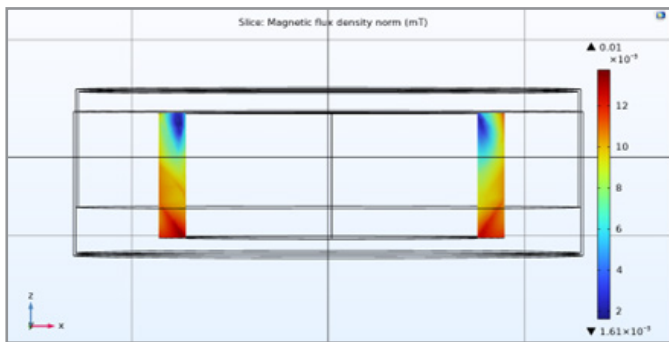 Slice: Magnetic flux density norm (mT)
▲ 0.01
×10⁻³
12
10
8
6
4
2
▼ 1.61×10⁻³
z
y
x